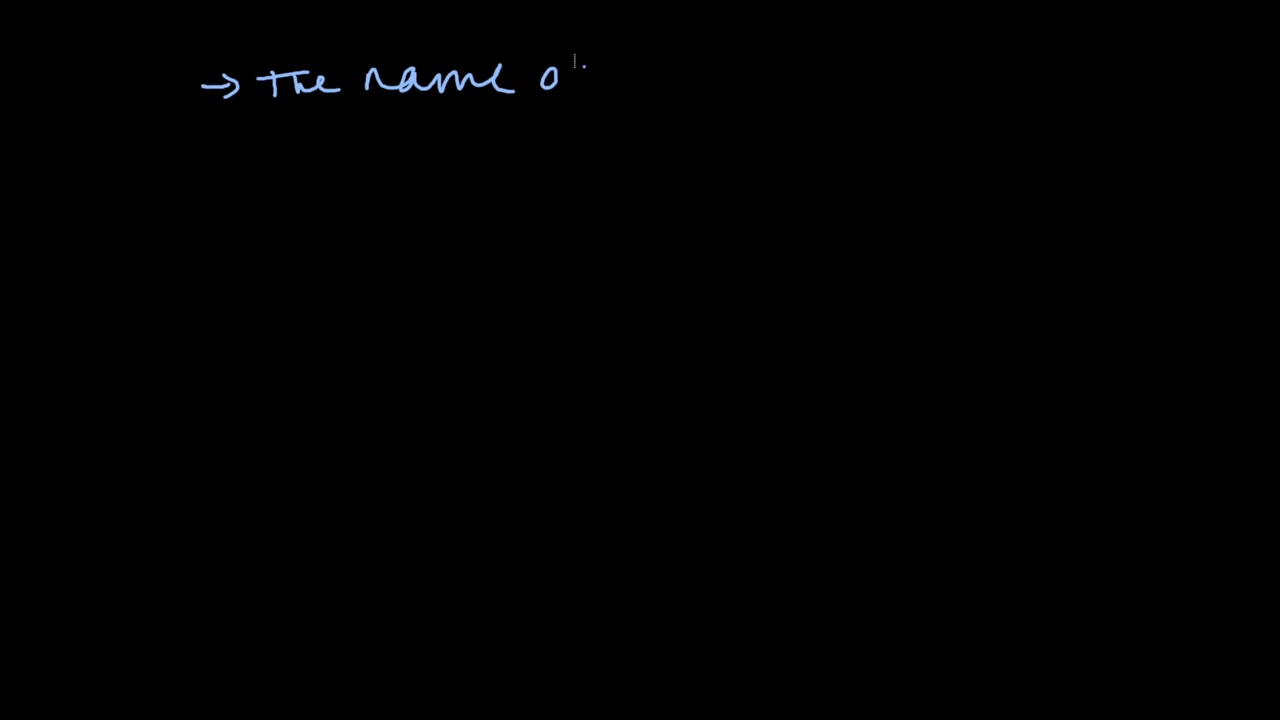 → The name o